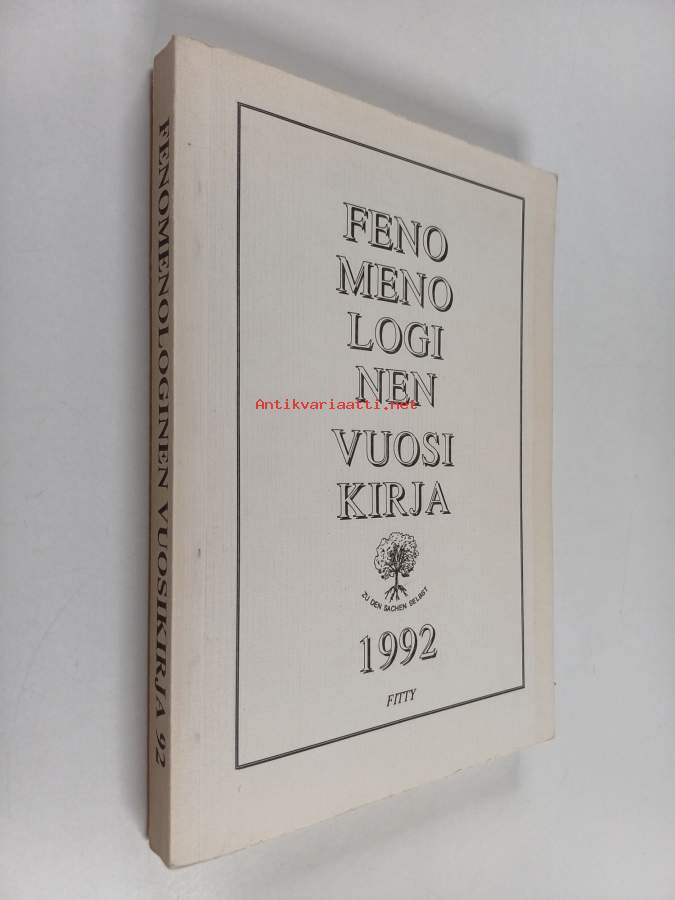 FENOMENOLOGINEN VUOSIKIRJA 92
FENO
MENO
LOGI
NEN
Antikvariaatti.net
VUOSI
KIRJA
ZU DEN SACHEN SELBST
1992
FITTY